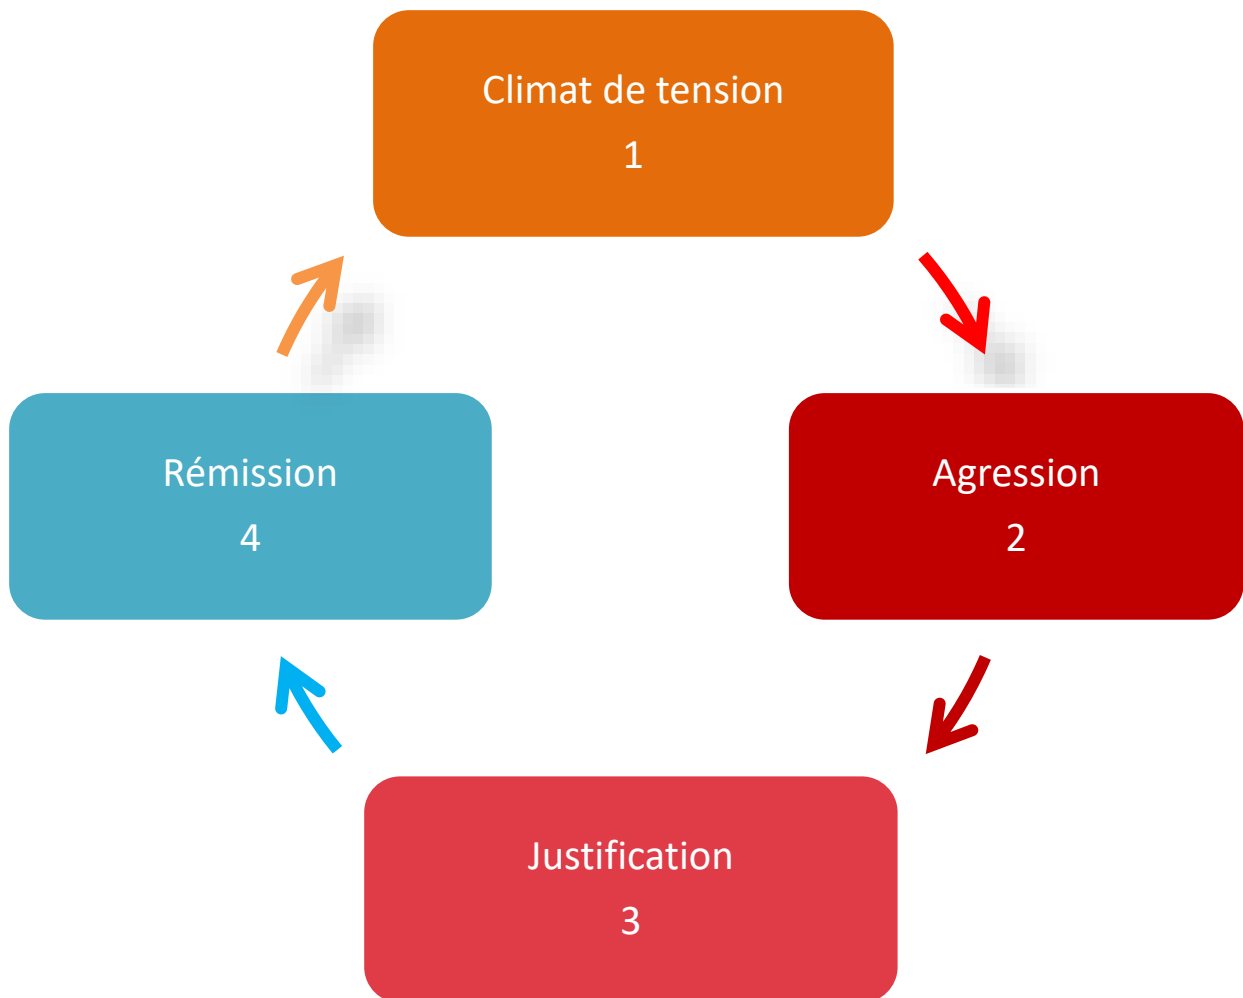 Climat de tension
1
Agression
2
Justification
3
Rémission
4